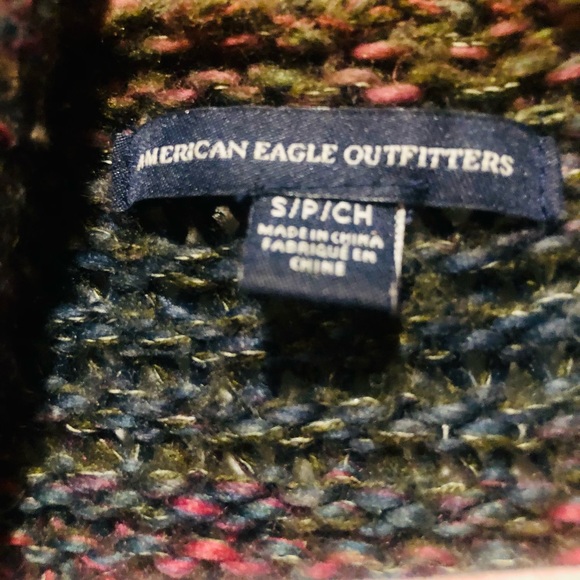 AMERICAN EAGLE OUTFITTERS
S/P/CH
MADE IN CHINA
FABRIQUÉ EN
CHINE